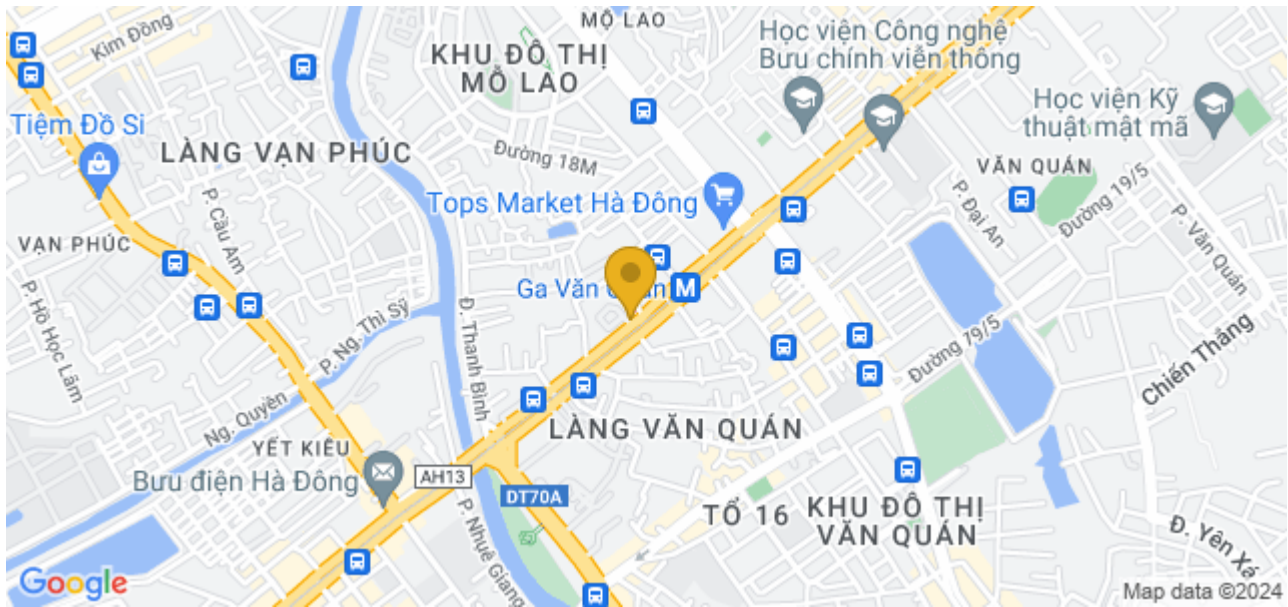 MỘ LAO
Kim Đồng
KHU ĐÔ THỊ
MỖ LAO
Học viện Công nghệ
Bưu chính viễn thông
Học viện Kỹ
thuật mật mã
Tiệm Đồ Si
LÀNG VẠN PHÚC
Đường 18M
VĂN QUÁN
P. Cầu Am
Tops Market Hà Đông
P. Đại An
Đường 19/5
P. Văn Quán
VẠN PHÚC
Ga Văn
M
P. Hồ Học Lãm
P. Ng. Thì Sỹ
Đ. Thanh Bình
Đường 19/5
Chiến Thắng
Ng. Quyền
LÀNG VĂN QUÁN
YẾT KIÊU
Bưu điện Hà Đông
AH13
DT70A
P. Nhuệ Giang
TỔ 16
KHU ĐÔ THỊ
VĂN QUÁN
Đ. Yên Xá
Google
Map data ©2024